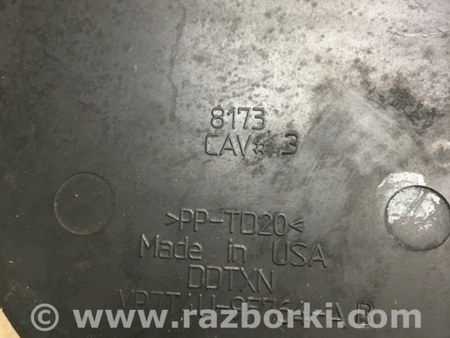 8173
CAV# 3
>PP-TD20<
Made in USA
DDTXN
www.razborki.com